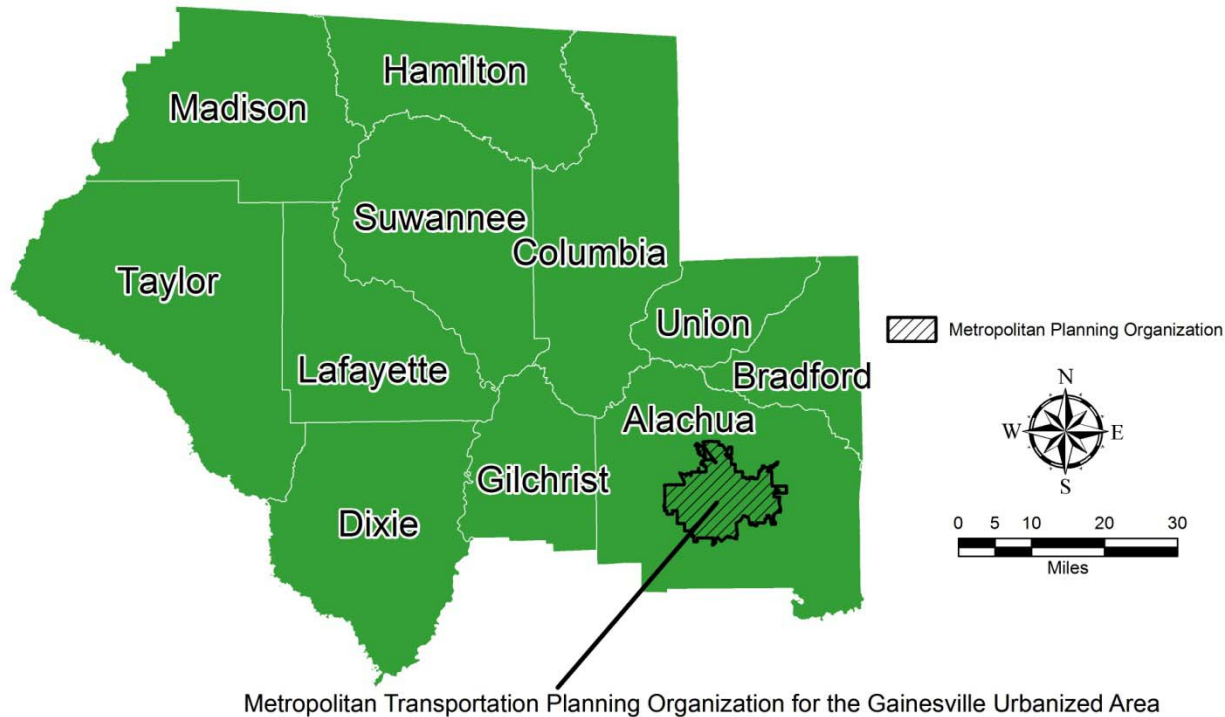 Hamilton
Madison
Suwannee
Columbia
Taylor
Union
Metropolitan Planning Organization
Lafayette
Bradford
N
W
E
S
Alachua
Gilchrist
Dixie
0 5 10 20 30
Miles
Metropolitan Transportation Planning Organization for the Gainesville Urbanized Area